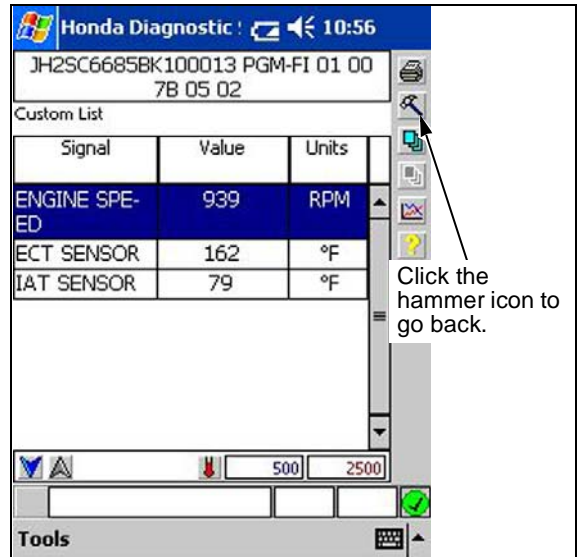 Honda Diagnostic : 10:56
JH2SC6685BK100013 PGM-FI 01 00
7B 05 02
Custom List
Signal Value Units
ENGINE SPE-
ED 939 RPM
ECT SENSOR 162 °F
IAT SENSOR 79 °F
Click the
hammer icon to
go back.
500 2500
Tools